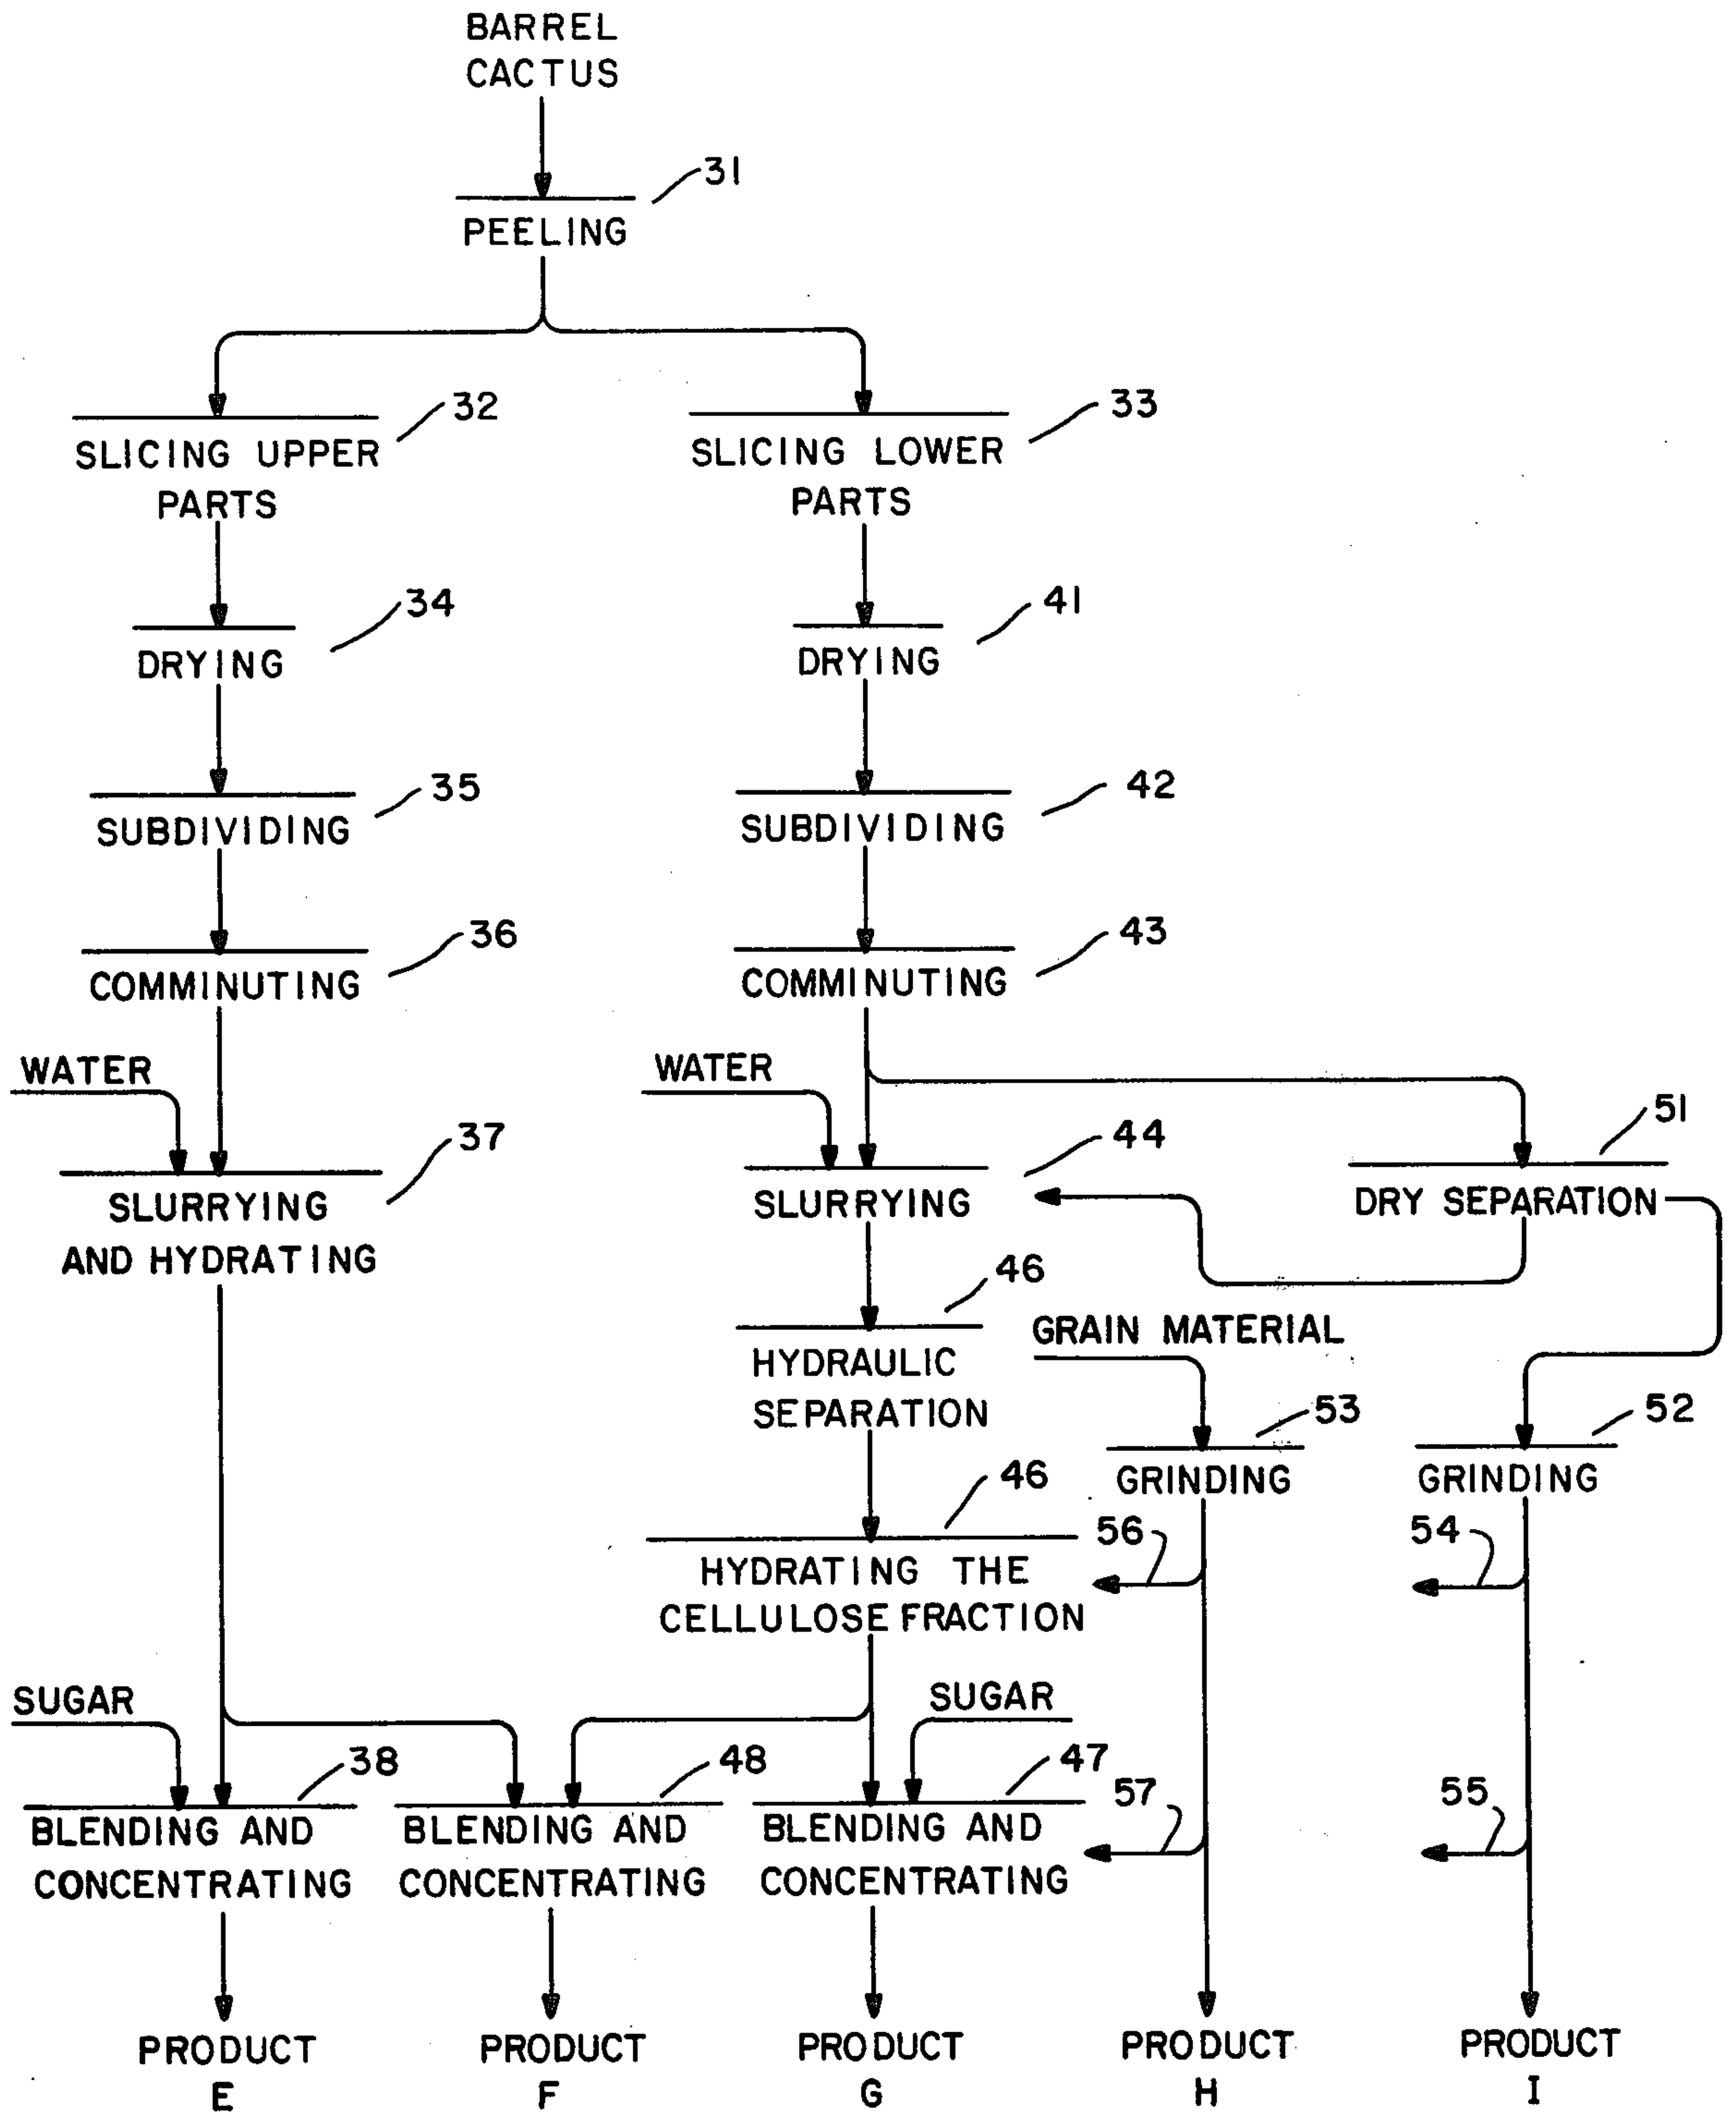 BARREL
CACTUS
31
PEELING
32
33
SLICING UPPER
PARTS
SLICING LOWER
PARTS
34
41
DRYING
DRYING
35
42
SUBDIVIDING
SUBDIVIDING
36
43
COMMINUTING
COMMINUTING
WATER
WATER
37
44
51
SLURRYING
AND HYDRATING
SLURRYING
DRY SEPARATION
46
HYDRAULIC
SEPARATION
GRAIN MATERIAL
53
52
GRINDING
GRINDING
46
56
54
HYDRATING THE
CELLULOSE FRACTION
SUGAR
SUGAR
38
48
47
57
55
BLENDING AND
CONCENTRATING
BLENDING AND
CONCENTRATING
BLENDING AND
CONCENTRATING
PRODUCT
E
PRODUCT
F
PRODUCT
G
PRODUCT
H
PRODUCT
I